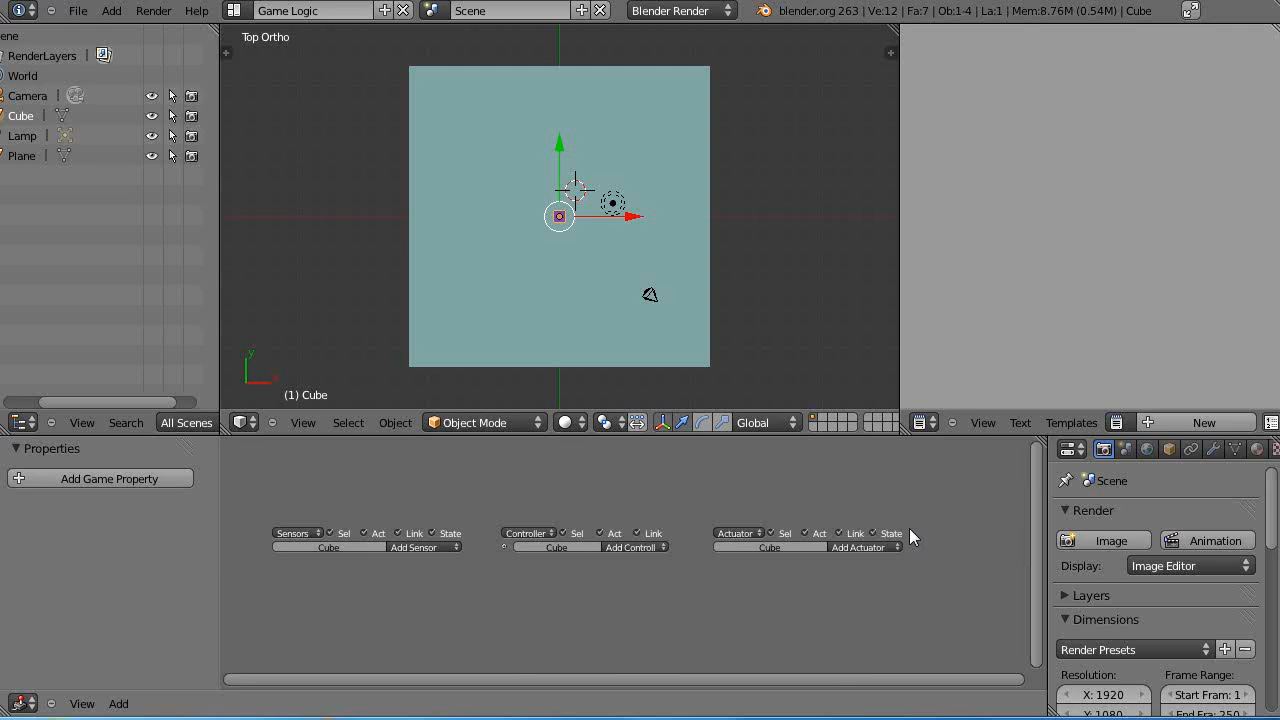 File Add Render Help Game Logic Scene Blender Render blender.org 263 | Ve:12 | Fa:7 | Ob:1-4 | La:1 | Mem:8.76M (0.54M) | Cube
ene
RenderLayers |
World
Camera |
Cube |
Lamp |
Plane |
Top Ortho
y
x
(1) Cube
View Search All Scenes
View Select Object Object Mode Global
View Text Templates New
Properties
Add Game Property
Sensors Sel Act Link State
Cube Add Sensor
Controller Sel Act Link
Cube Add Controll
Actuator Sel Act Link State
Cube Add Actuator
View Add
Scene
Render
Image Animation
Display: Image Editor
Layers
Dimensions
Render Presets
Resolution: Frame Range:
X: 1920 Start Fram: 1
Y: 1080 End Fra: 250